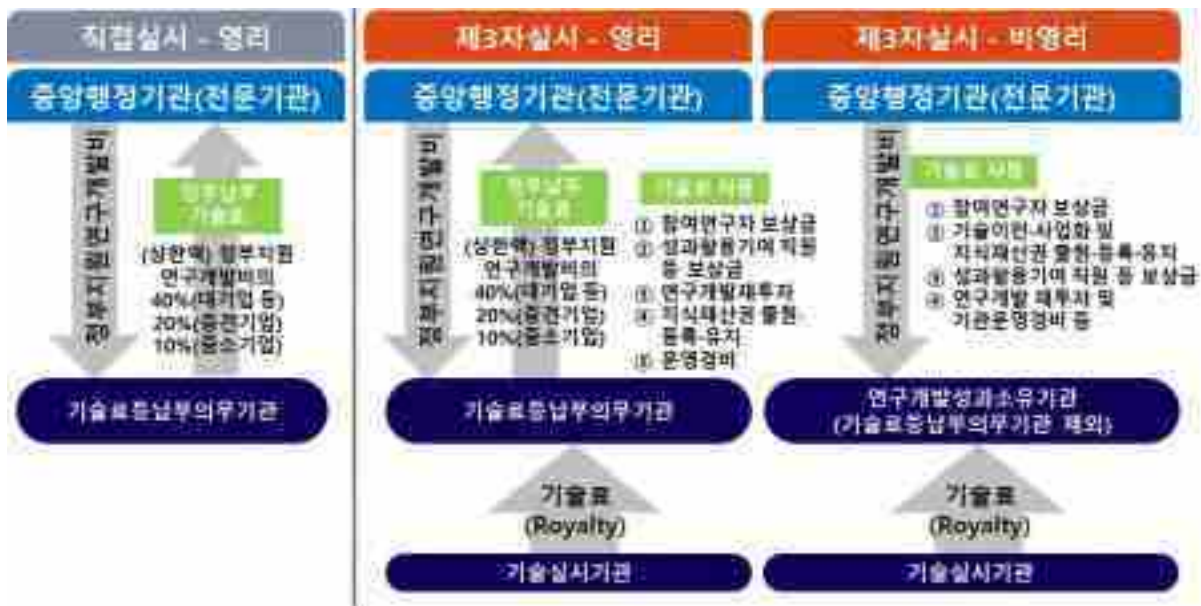 직접실시 - 영리
중앙행정기관(전문기관)
정부지원연구개발비
정부납부
기술료
(상한액) 정부지원
연구개발비의
40%(대기업 등)
20%(중견기업)
10%(중소기업)
기술료등납부의무기관
제3자실시 - 영리
중앙행정기관(전문기관)
정부지원연구개발비
정부납부
기술료
(상한액) 정부지원
연구개발비의
40%(대기업 등)
20%(중견기업)
10%(중소기업)
기술료 사용
① 참여연구자 보상금
② 성과활용기여 직원
등 보상금
③ 연구개발재투자
④ 지식재산권 출원·
등록·유지
⑤ 운영경비
기술료등납부의무기관
기술료
(Royalty)
기술실시기관
제3자실시 - 비영리
중앙행정기관(전문기관)
정부지원연구개발비
기술료 사용
참여연구자 보상금
기술이전·사업화 및
지식재산권 출원·등록·유지
성과활용기여 직원 등 보상금
연구개발 재투자 및
기관운영경비 등
연구개발성과소유기관
(기술료등납부의무기관 제외)
기술료
(Royalty)
기술실시기관